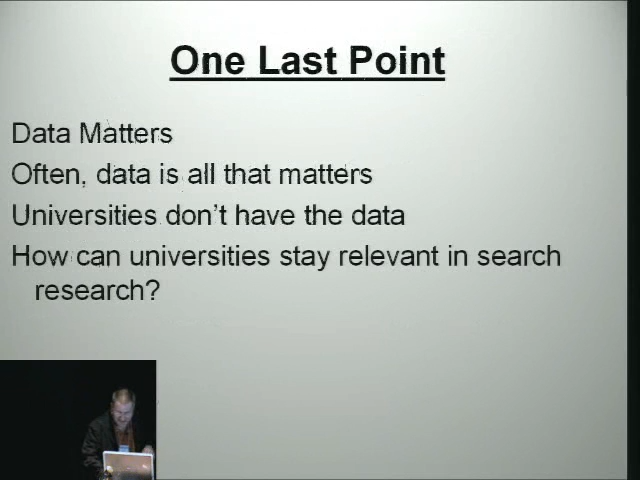 One Last Point
Data Matters
Often, data is all that matters
Universities don't have the data
How can universities stay relevant in search
research?